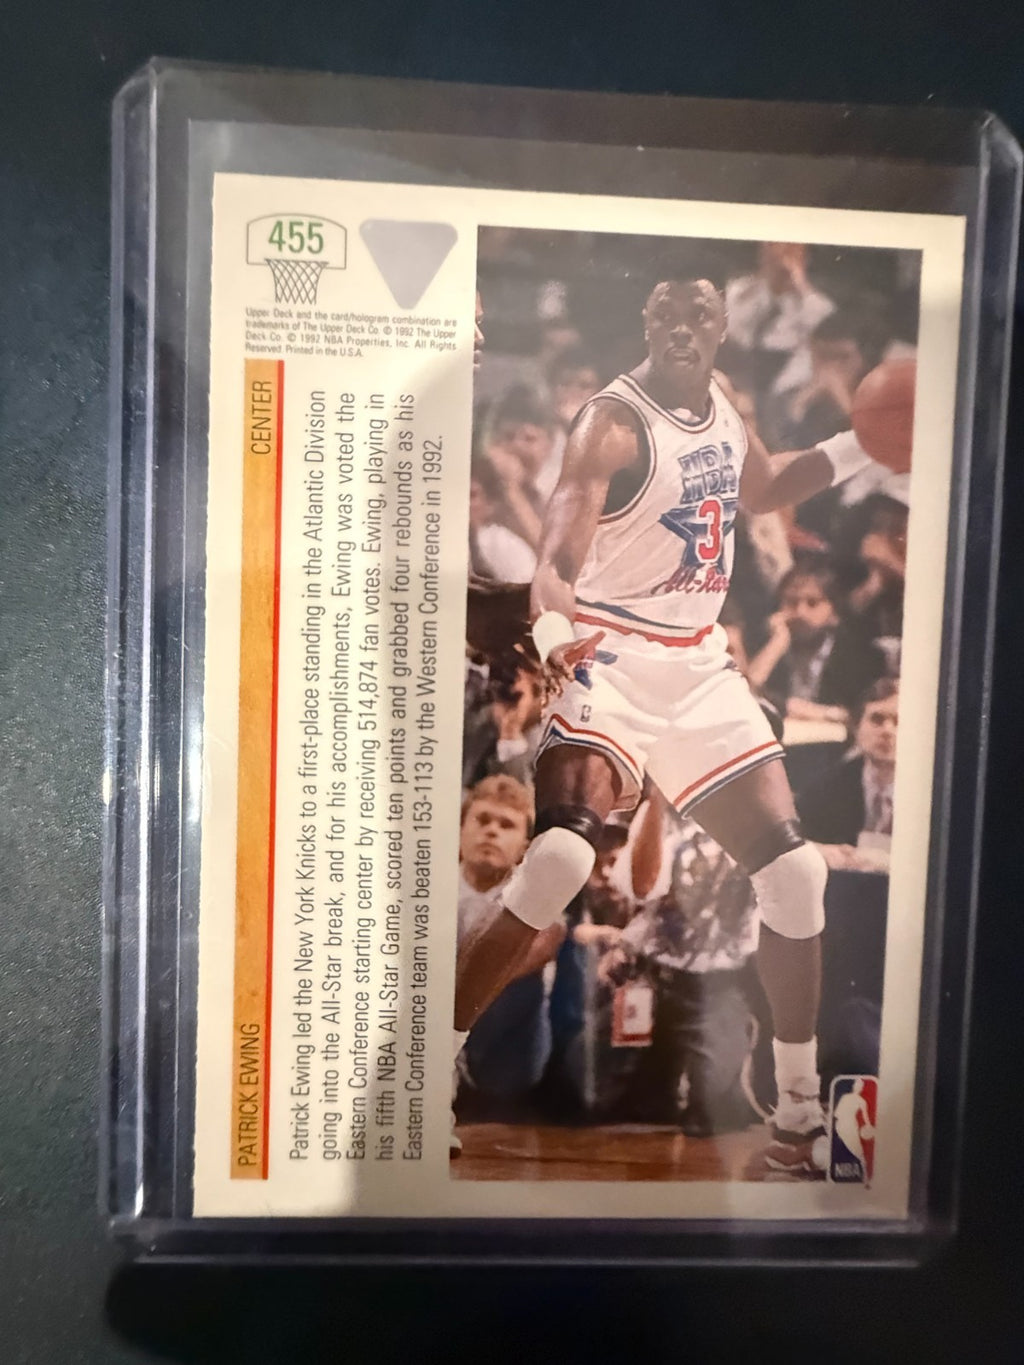 455
Upper Deck and the card/hologram combination are
trademarks of The Upper Deck Co. © 1992 The Upper
Deck Co. © 1992 NBA Properties, Inc. All Rights
Reserved. Printed in the U.S.A.
PATRICK EWING CENTER
Patrick Ewing led the New York Knicks to a first-place standing in the Atlantic Division
going into the All-Star break, and for his accomplishments, Ewing was voted the
Eastern Conference starting center by receiving 514,874 fan votes. Ewing, playing in
his fifth NBA All-Star Game, scored ten points and grabbed four rebounds as his
Eastern Conference team was beaten 153-113 by the Western Conference in 1992.
NBA
3
All-Star
NBA